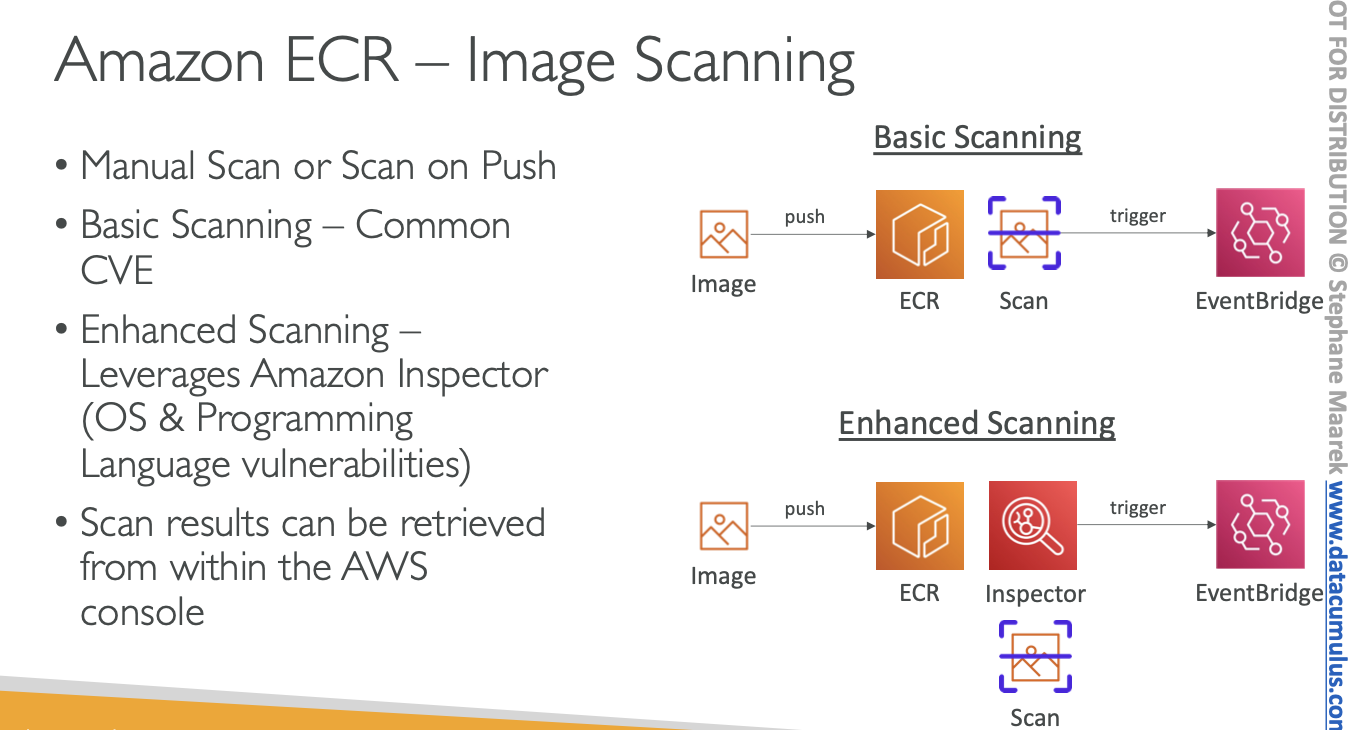 Amazon ECR – Image Scanning
• Manual Scan or Scan on Push
• Basic Scanning – Common
CVE
• Enhanced Scanning –
Leverages Amazon Inspector
(OS & Programming
Language vulnerabilities)
• Scan results can be retrieved
from within the AWS
console
Basic Scanning
push
trigger
Image
ECR
Scan
EventBridge
Enhanced Scanning
push
trigger
Image
ECR
Inspector
EventBridge
Scan
OT FOR DISTRIBUTION © Stephane Maarek www.datacumulus.con